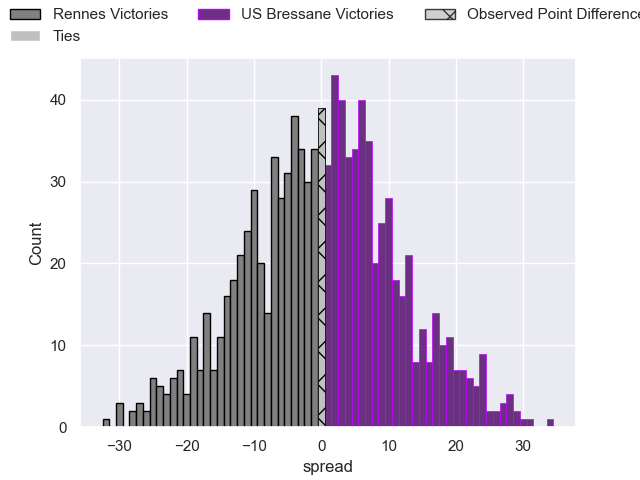 Rennes Victories
US Bressane Victories
Observed Point Difference
Ties
Count
40
30
20
10
0
−30
−20
−10
0
10
20
30
spread